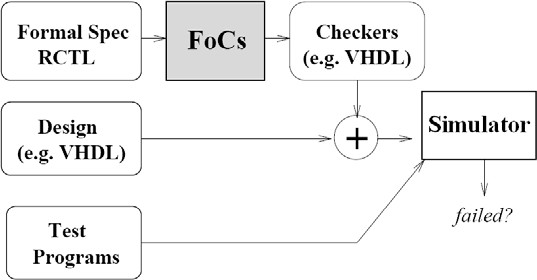 Formal Spec
RCTL
FoCs
Checkers
(e.g. VHDL)
Design
(e.g. VHDL)
+
Simulator
failed?
Test
Programs